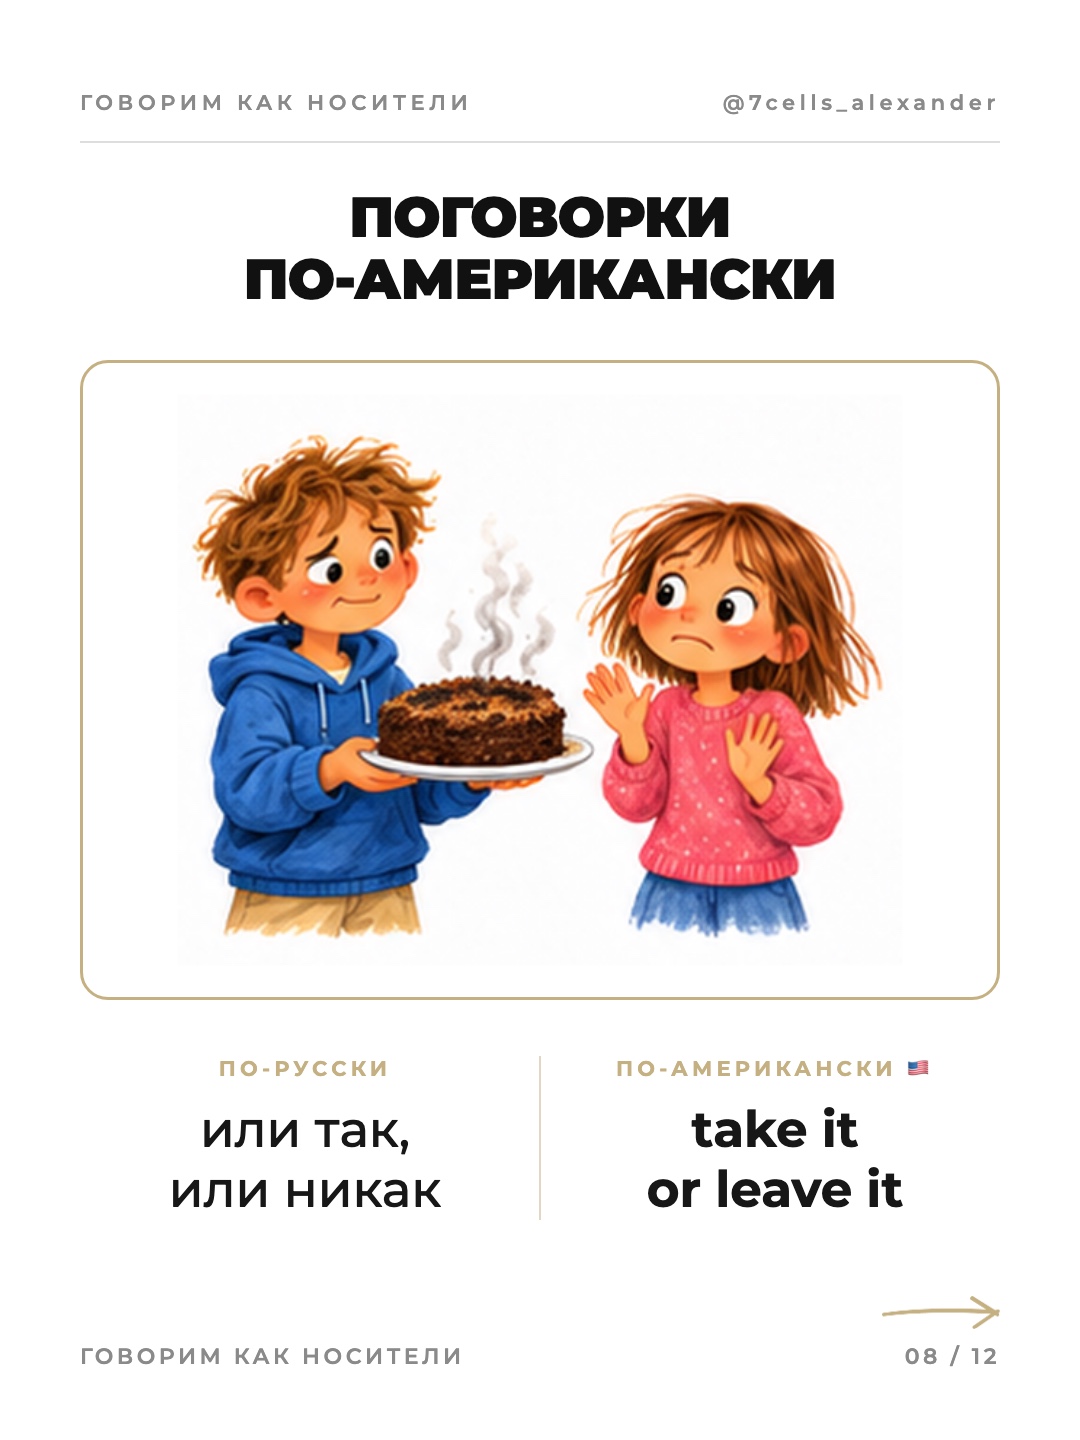 ГОВОРИМ КАК НОСИТЕЛИ
@7cells_alexander
ПОГОВОРКИ
ПО-АМЕРИКАНСКИ
ПО-РУССКИ
или так,
или никак
ПО-АМЕРИКАНСКИ 🇺🇸
take it
or leave it
ГОВОРИМ КАК НОСИТЕЛИ
08 / 12